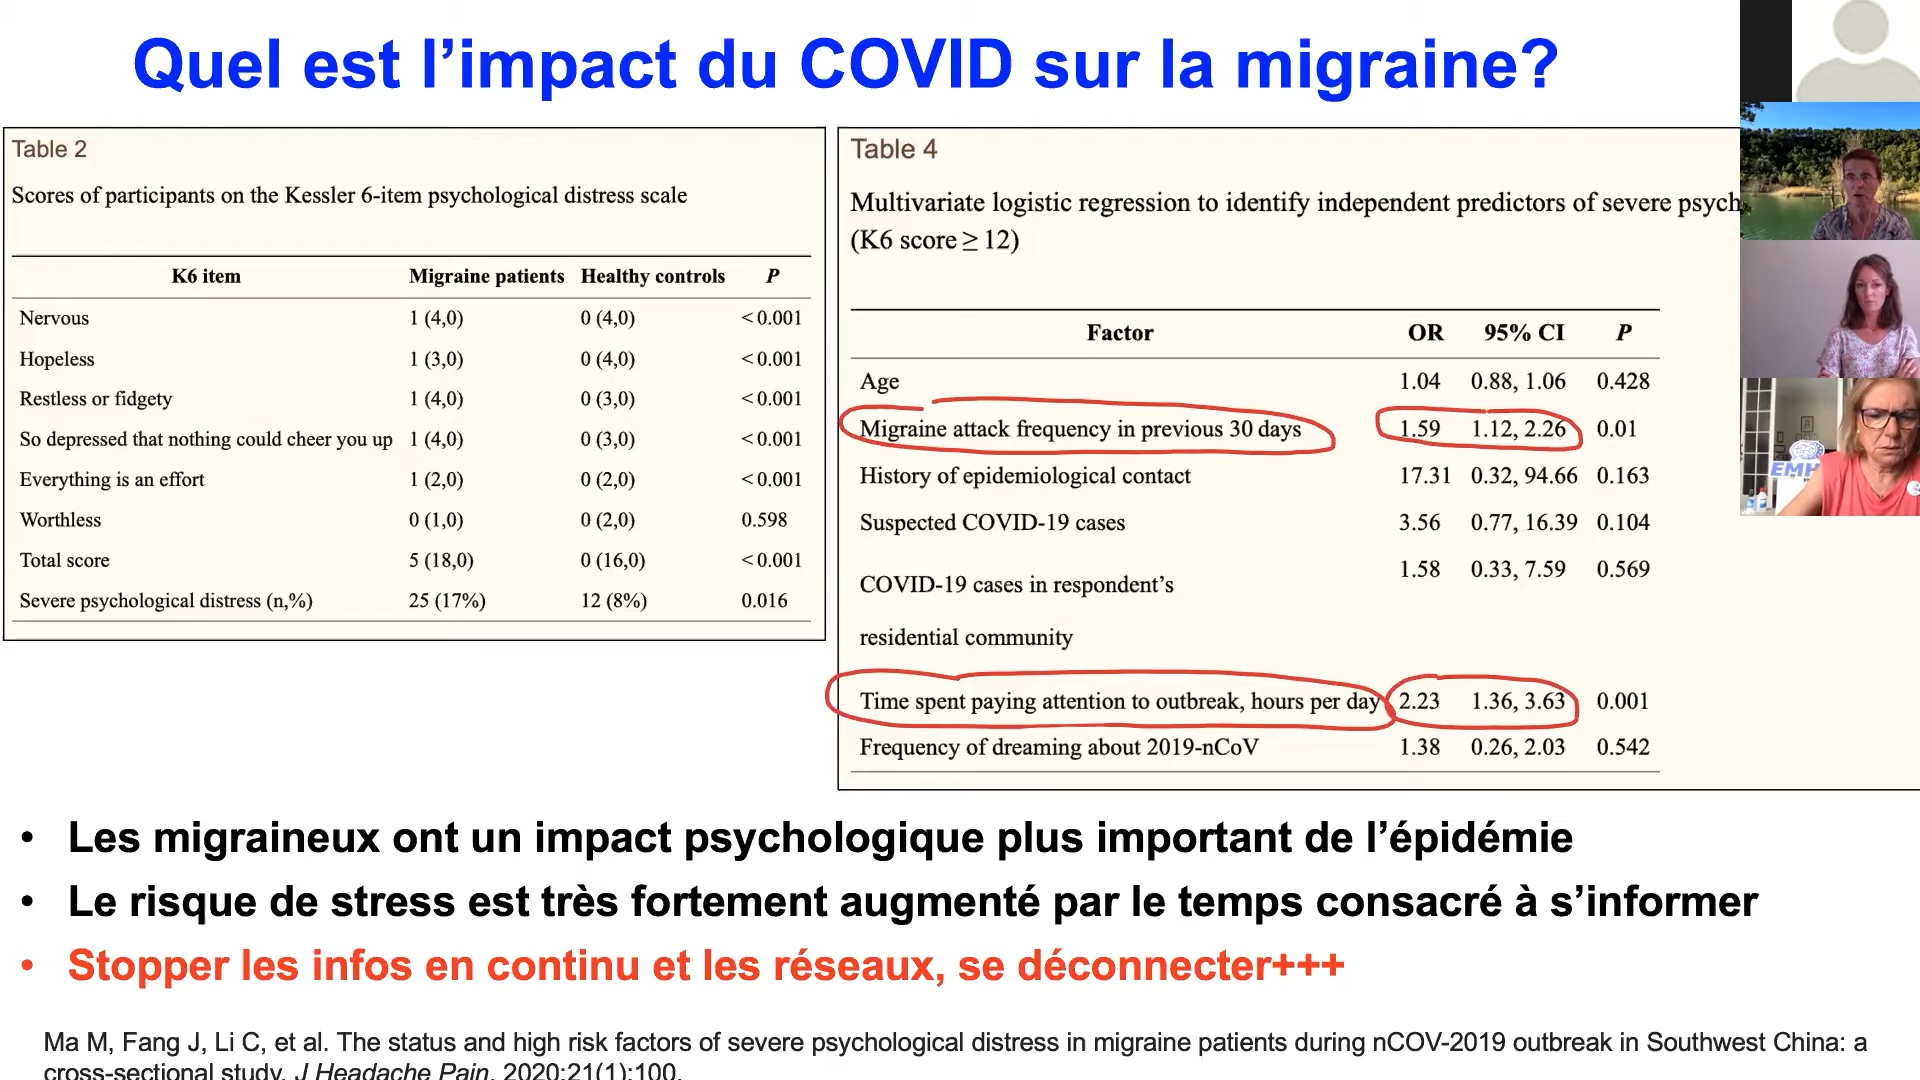 Quel est l’impact du COVID sur la migraine?
Table 2
Scores of participants on the Kessler 6-item psychological distress scale
K6 item Migraine patients Healthy controls P
Nervous 1 (4,0) 0 (4,0) < 0.001
Hopeless 1 (3,0) 0 (4,0) < 0.001
Restless or fidgety 1 (4,0) 0 (3,0) < 0.001
So depressed that nothing could cheer you up 1 (4,0) 0 (3,0) < 0.001
Everything is an effort 1 (2,0) 0 (2,0) < 0.001
Worthless 0 (1,0) 0 (2,0) 0.598
Total score 5 (18,0) 0 (16,0) < 0.001
Severe psychological distress (n,%) 25 (17%) 12 (8%) 0.016
Table 4
Multivariate logistic regression to identify independent predictors of severe psych
(K6 score ≥ 12)
Factor OR 95% CI P
Age 1.04 0.88, 1.06 0.428
Migraine attack frequency in previous 30 days 1.59 1.12, 2.26 0.01
History of epidemiological contact 17.31 0.32, 94.66 0.163
Suspected COVID-19 cases 3.56 0.77, 16.39 0.104
COVID-19 cases in respondent’s 1.58 0.33, 7.59 0.569
residential community
Time spent paying attention to outbreak, hours per day 2.23 1.36, 3.63 0.001
Frequency of dreaming about 2019-nCoV 1.38 0.26, 2.03 0.542
EMH
• Les migraineux ont un impact psychologique plus important de l’épidémie
• Le risque de stress est très fortement augmenté par le temps consacré à s’informer
• Stopper les infos en continu et les réseaux, se déconnecter+++
Ma M, Fang J, Li C, et al. The status and high risk factors of severe psychological distress in migraine patients during nCOV-2019 outbreak in Southwest China: a
cross-sectional study. J Headache Pain. 2020;21(1):100.